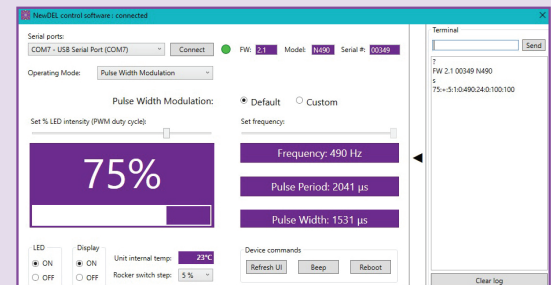 NewDEL control software : connected
Serial ports:
COM7 - USB Serial Port (COM7)
Connect
FW: 2.1 Model: N490 Serial #: 00349
Operating Mode: Pulse Width Modulation
Pulse Width Modulation: Default Custom
Set % LED intensity (PWM duty cycle):
75%
Set frequency:
Frequency: 490 Hz
Pulse Period: 2041 µs
Pulse Width: 1531 µs
LED
ON
OFF
Display
ON
OFF
Unit internal temp: 23°C
Rocker switch step: 5 %
Device commands
Refresh UI Beep Reboot
Terminal
Send
?
FW 2.1 00349 N490
s
75:+:5:1:0:490:24:0:100:100
Clear log